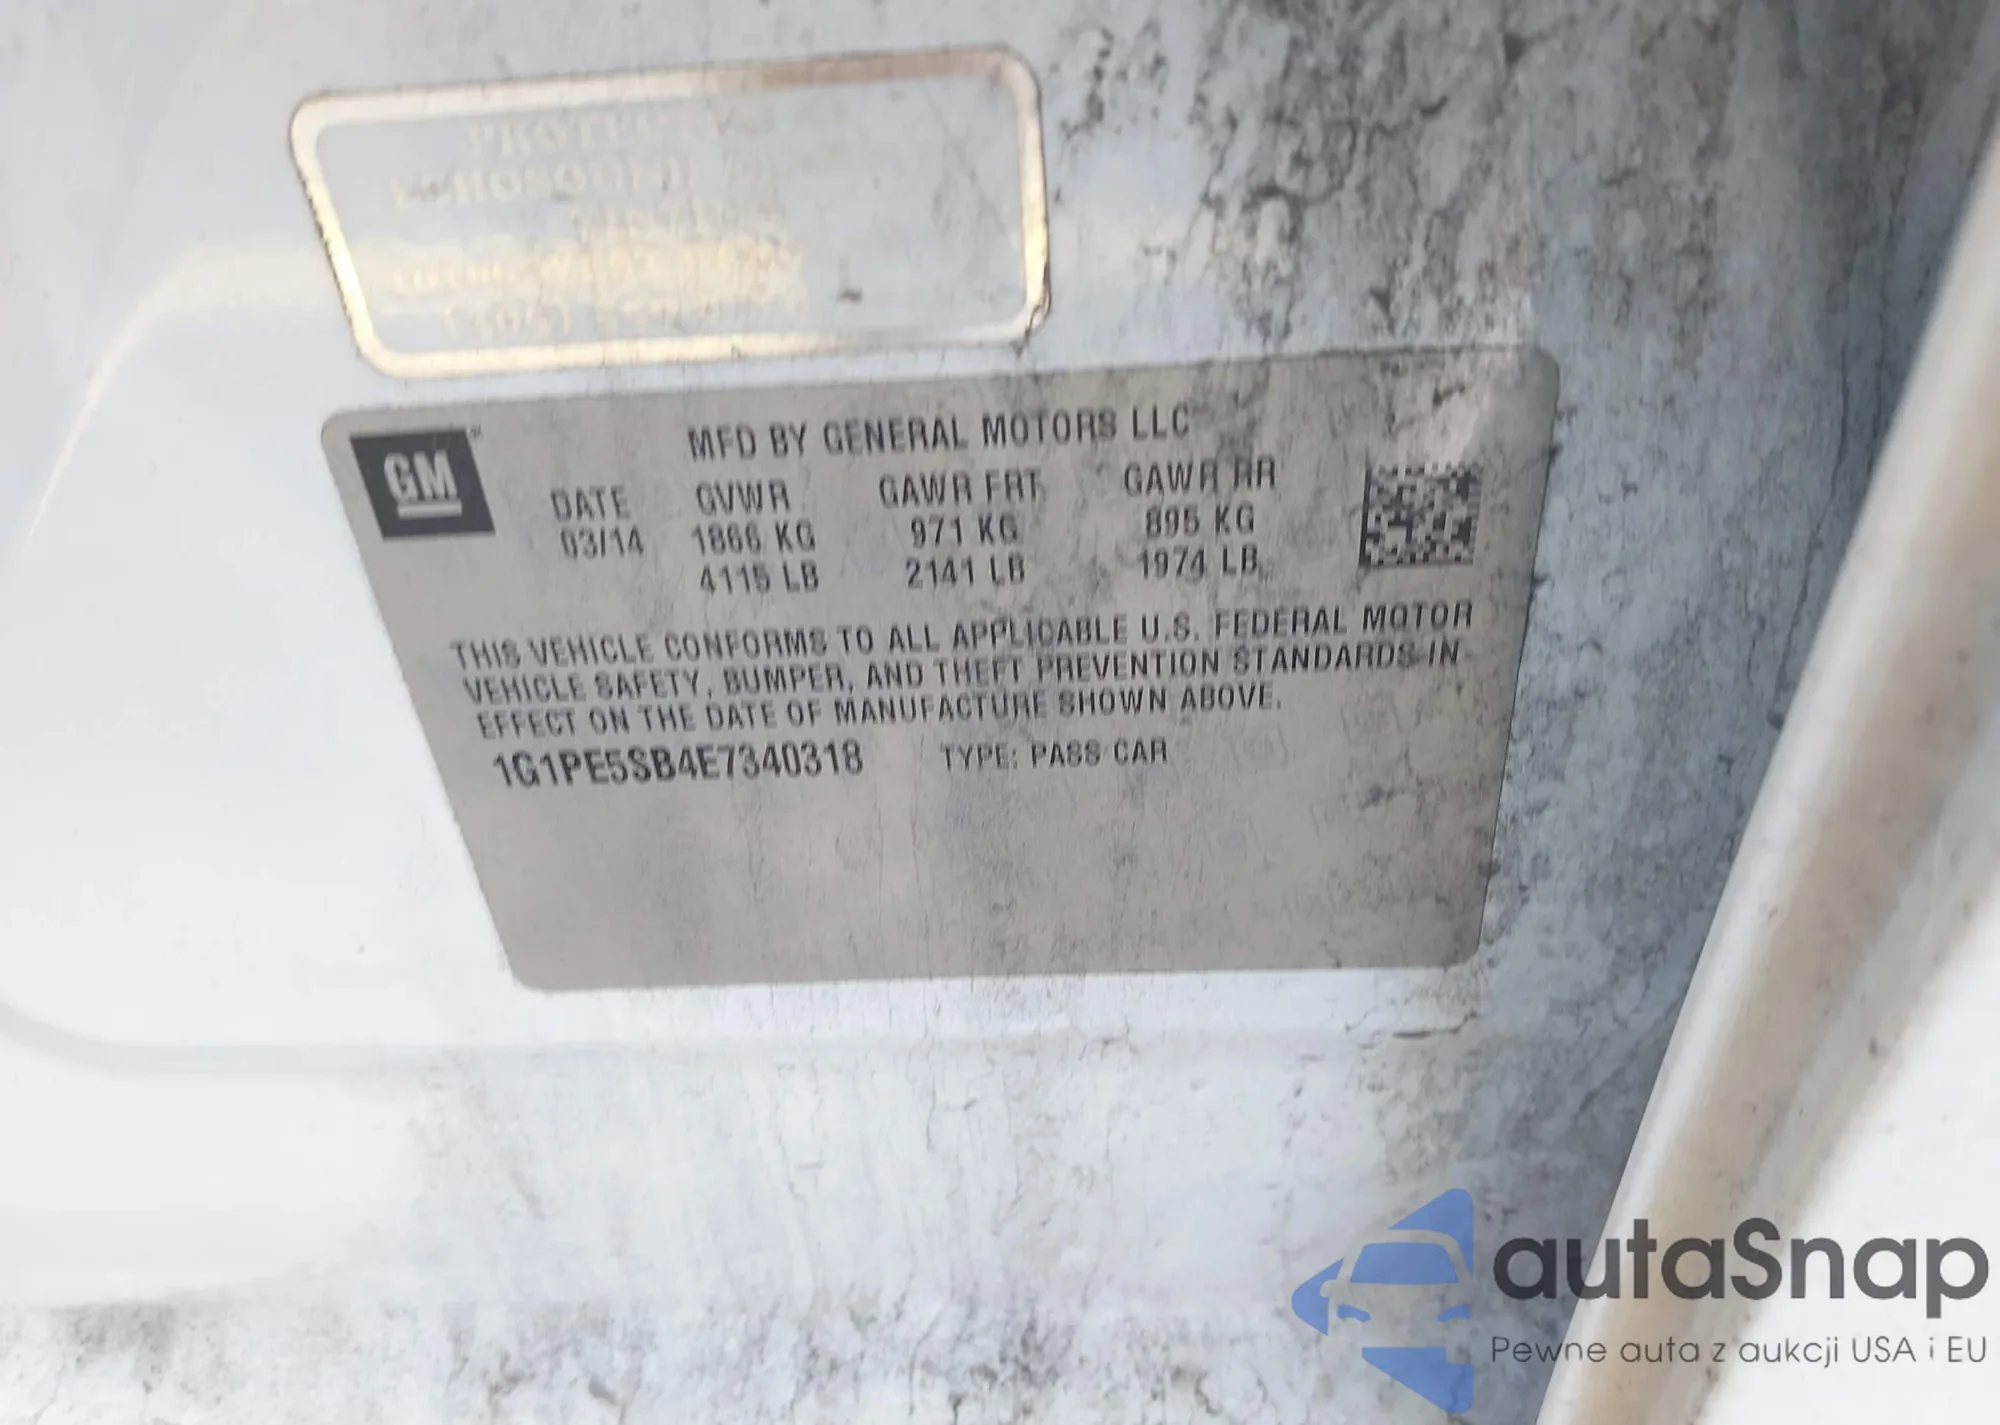 PROTECTIVE
GM
MFD BY GENERAL MOTORS LLC
DATE GVWR GAWR FRT GAWR RR
03/14 1866 KG 971 KG 895 KG
4115 LB 2141 LB 1974 LB
THIS VEHICLE CONFORMS TO ALL APPLICABLE U.S. FEDERAL MOTOR
VEHICLE SAFETY, BUMPER, AND THEFT PREVENTION STANDARDS IN
EFFECT ON THE DATE OF MANUFACTURE SHOWN ABOVE.
1G1PE5SB4E7340318 TYPE: PASS CAR
autaSnap
Pewne auta z aukcji USA i EU